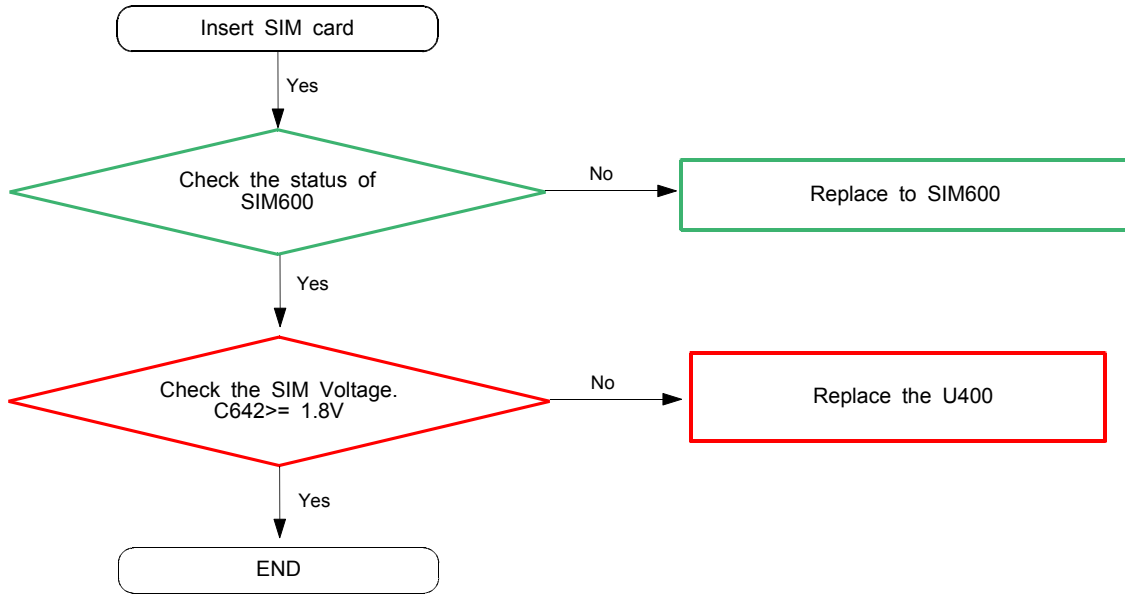 Insert SIM card
Yes
Check the status of
SIM600
No
Replace to SIM600
Yes
Check the SIM Voltage.
C642>= 1.8V
No
Replace the U400
Yes
END